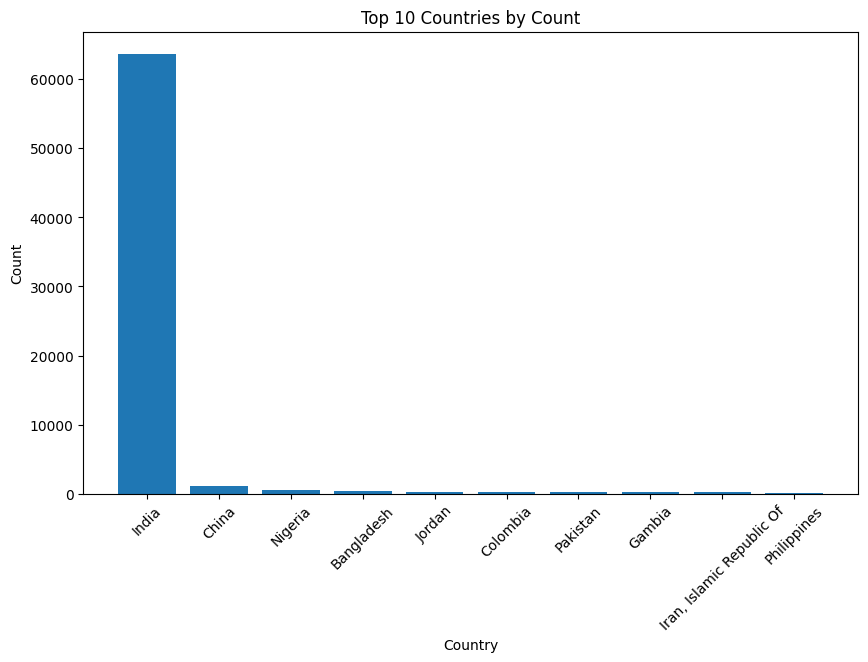 Top 10 Countries by Count
Count
60000
50000
40000
30000
20000
10000
0
India
China
Nigeria
Bangladesh
Jordan
Colombia
Pakistan
Gambia
Iran, Islamic Republic Of
Philippines
Country